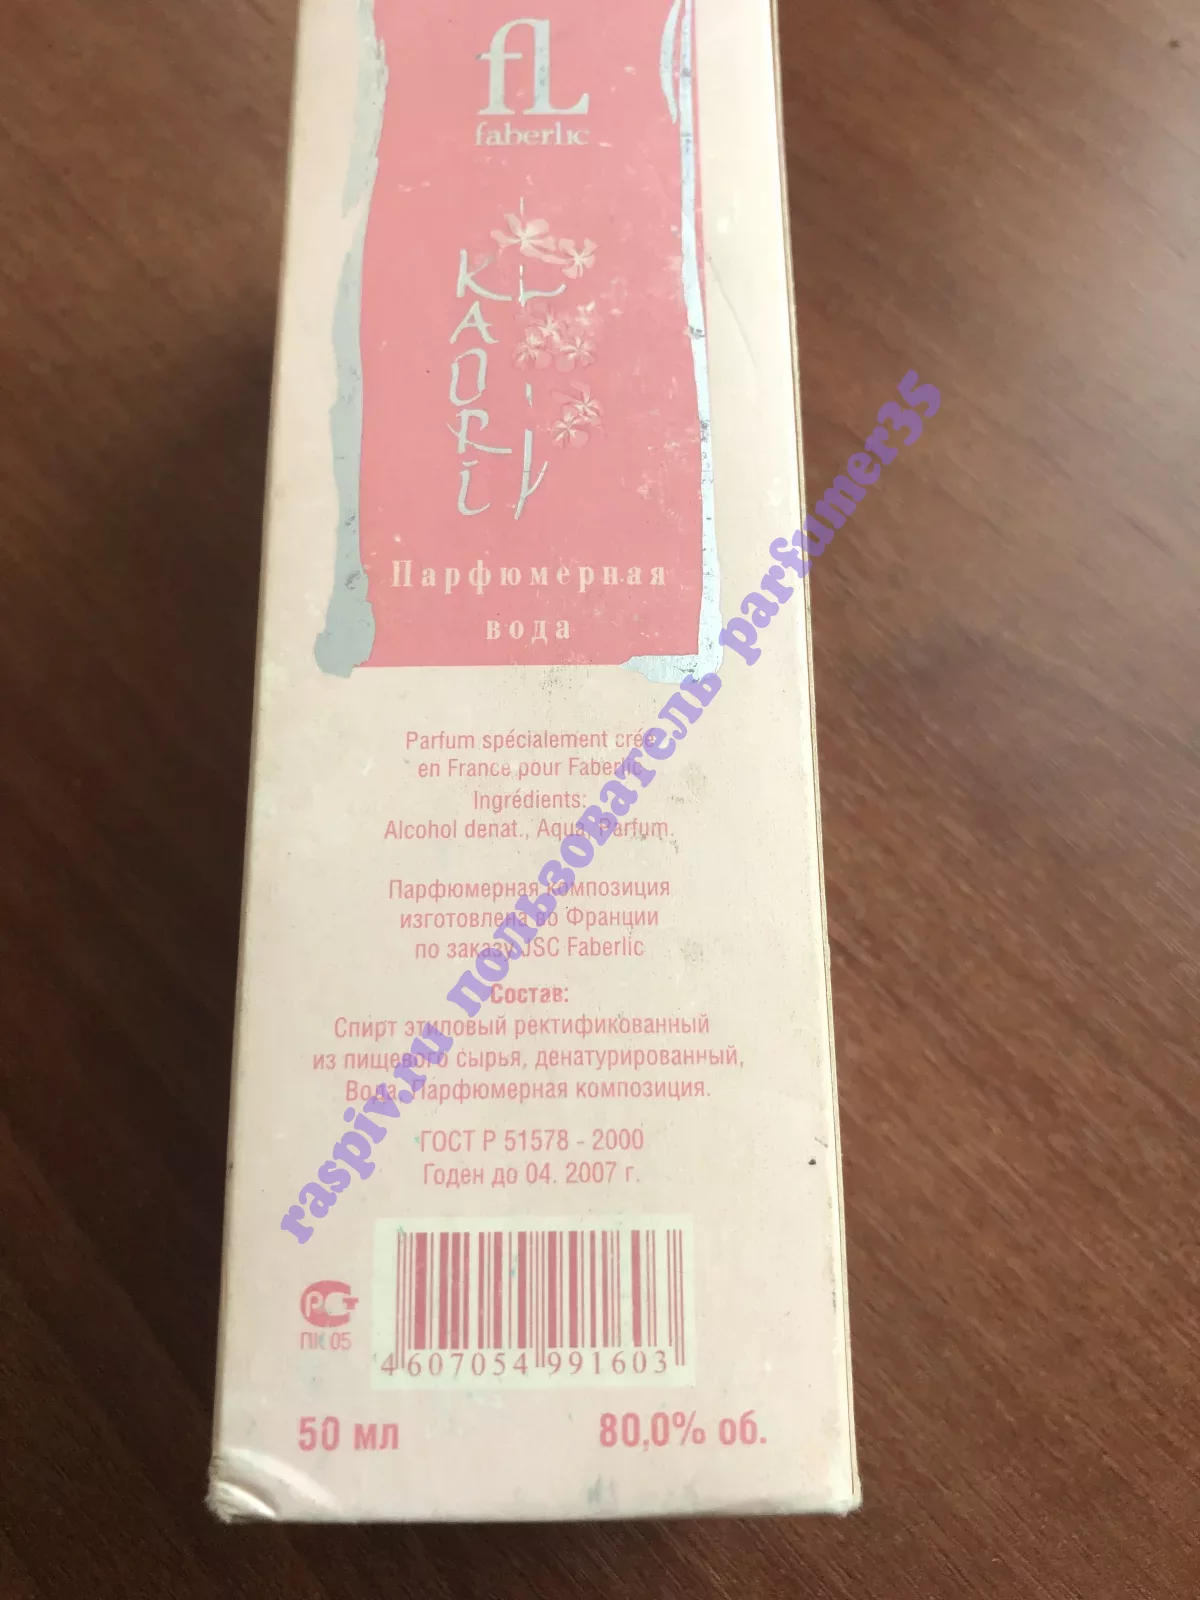 fL
faberlic
KAORI
Парфюмерная
вода
Parfum spécialement créé
en France pour Faberlic
Ingrédients:
Alcohol denat., Aqua, Parfum.
Парфюмерная композиция
изготовлена во Франции
по заказу JSC Faberlic
Состав:
Спирт этиловый ректификованный
из пищевого сырья, денатурированный,
Вода, Парфюмерная композиция.
ГОСТ Р 51578 - 2000
Годен до 04. 2007 г.
РСТ
ПК 05
4 607054 991603
50 мл 80,0% об.
raspiv.ru пользователь parfumer35